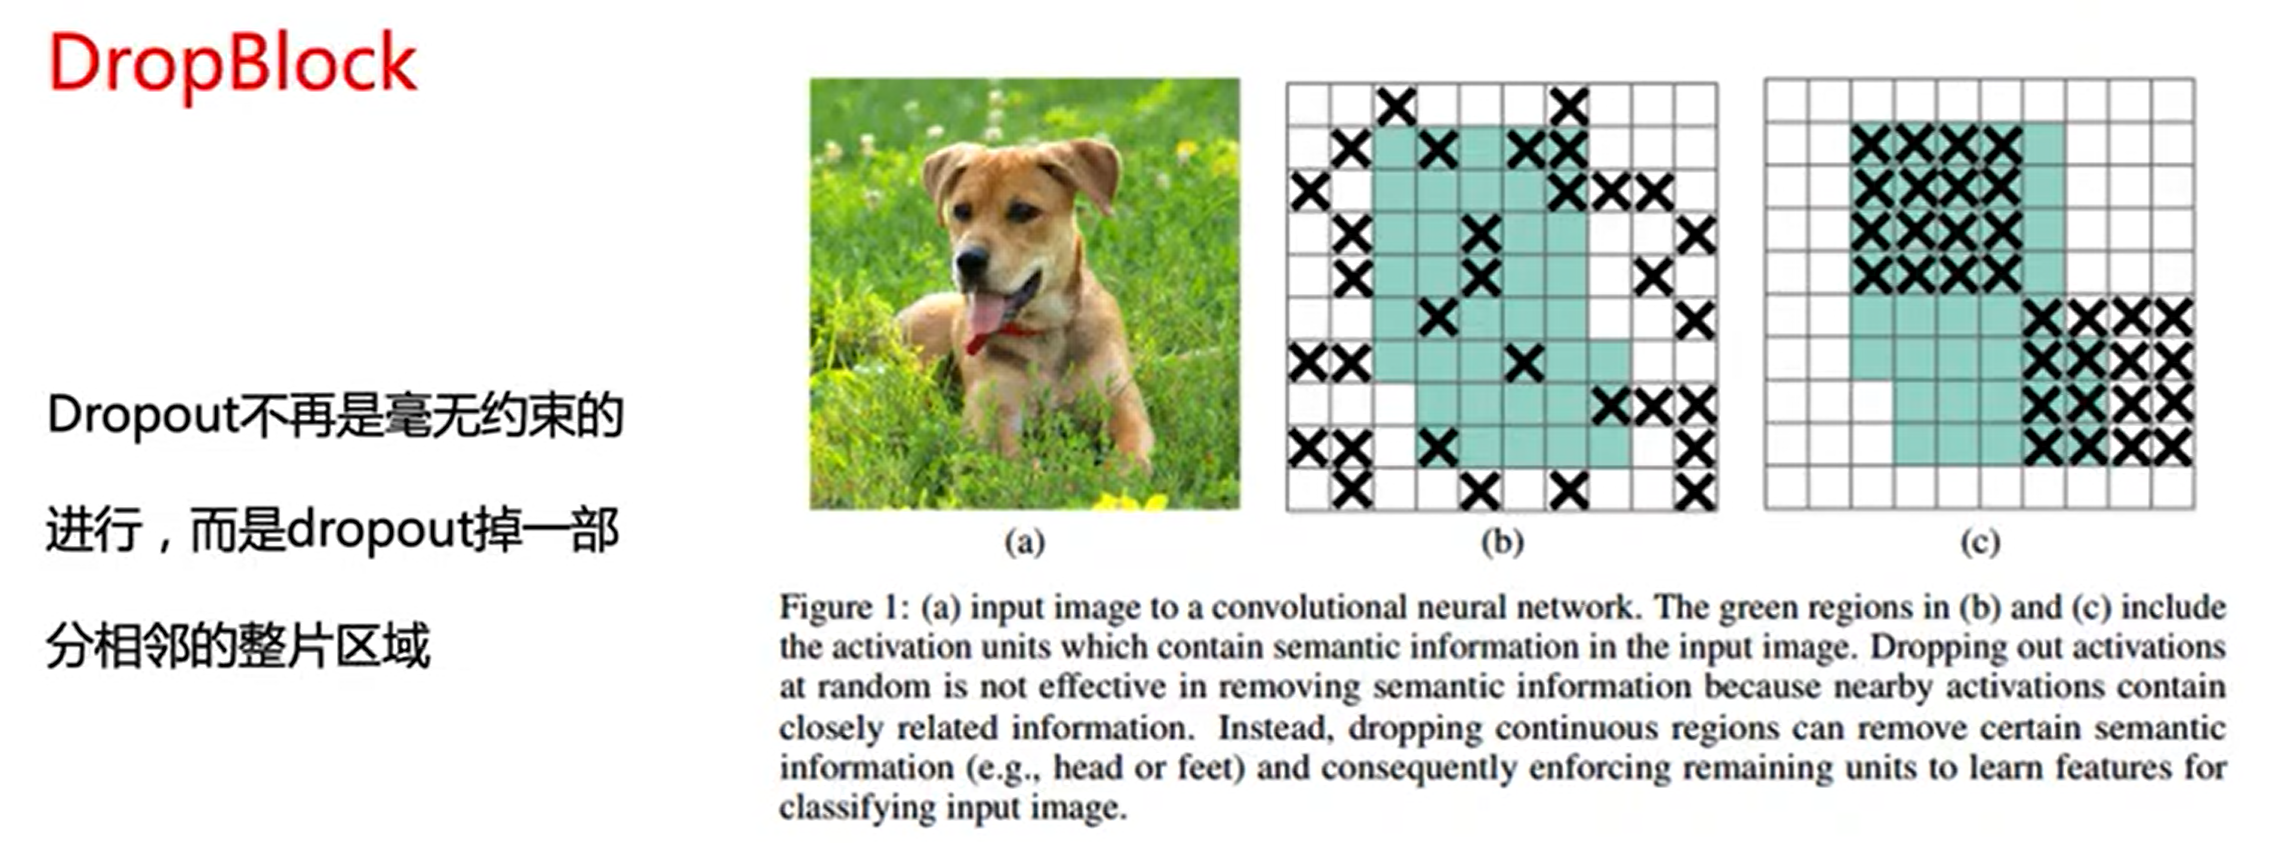 DropBlock
Dropout不再是毫无约束的
进行，而是dropout掉一部
分相邻的整片区域
(a)
(b)
(c)
Figure 1: (a) input image to a convolutional neural network. The green regions in (b) and (c) include
the activation units which contain semantic information in the input image. Dropping out activations
at random is not effective in removing semantic information because nearby activations contain
closely related information. Instead, dropping continuous regions can remove certain semantic
information (e.g., head or feet) and consequently enforcing remaining units to learn features for
classifying input image.